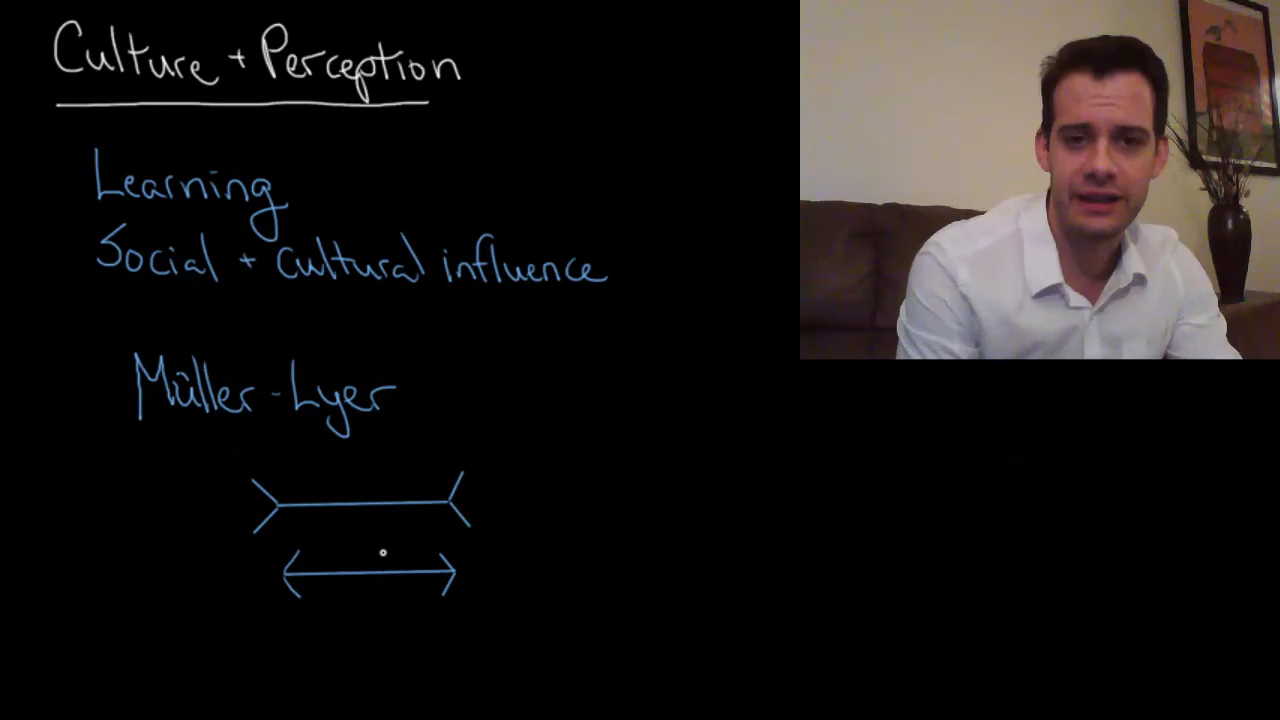 Culture + Perception
Learning
Social + cultural influence
Müller-Lyer